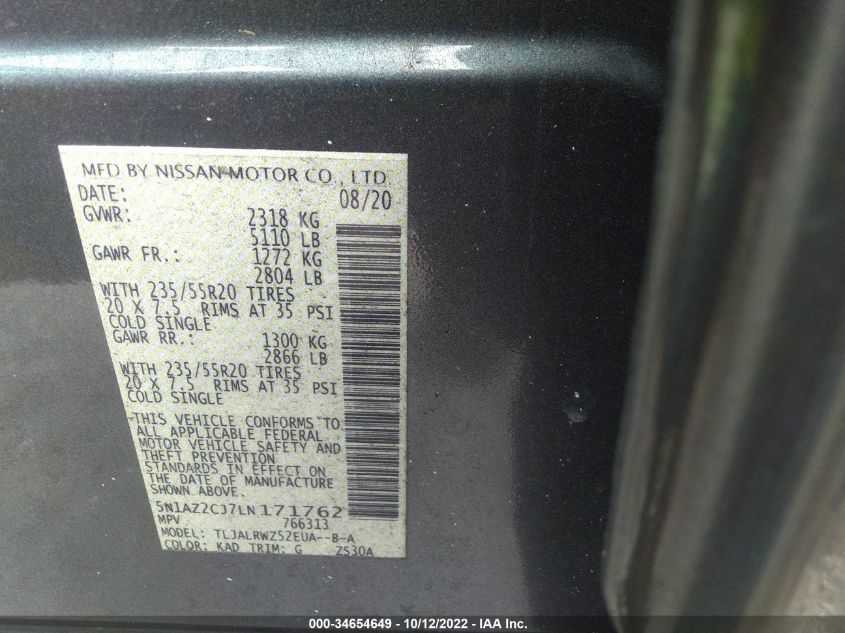 MFD BY NISSAN MOTOR CO., LTD.
DATE: 08/20
GVWR: 2318 KG
5110 LB
GAWR FR.: 1272 KG
2804 LB
WITH 235/55R20 TIRES
20 X 7.5 RIMS AT 35 PSI
COLD SINGLE
GAWR RR.: 1300 KG
2866 LB
WITH 235/55R20 TIRES
20 X 7.5 RIMS AT 35 PSI
COLD SINGLE
THIS VEHICLE CONFORMS TO
ALL APPLICABLE FEDERAL
MOTOR VEHICLE SAFETY AND
THEFT PREVENTION
STANDARDS IN EFFECT ON
THE DATE OF MANUFACTURE
SHOWN ABOVE.
5N1AZ2CJ7LN171762
MPV 766313
MODEL: TLJALRWZ52EUA--B-A
COLOR: KAD TRIM: G ZS30A
000-34654649 - 10/12/2022 - IAA Inc.